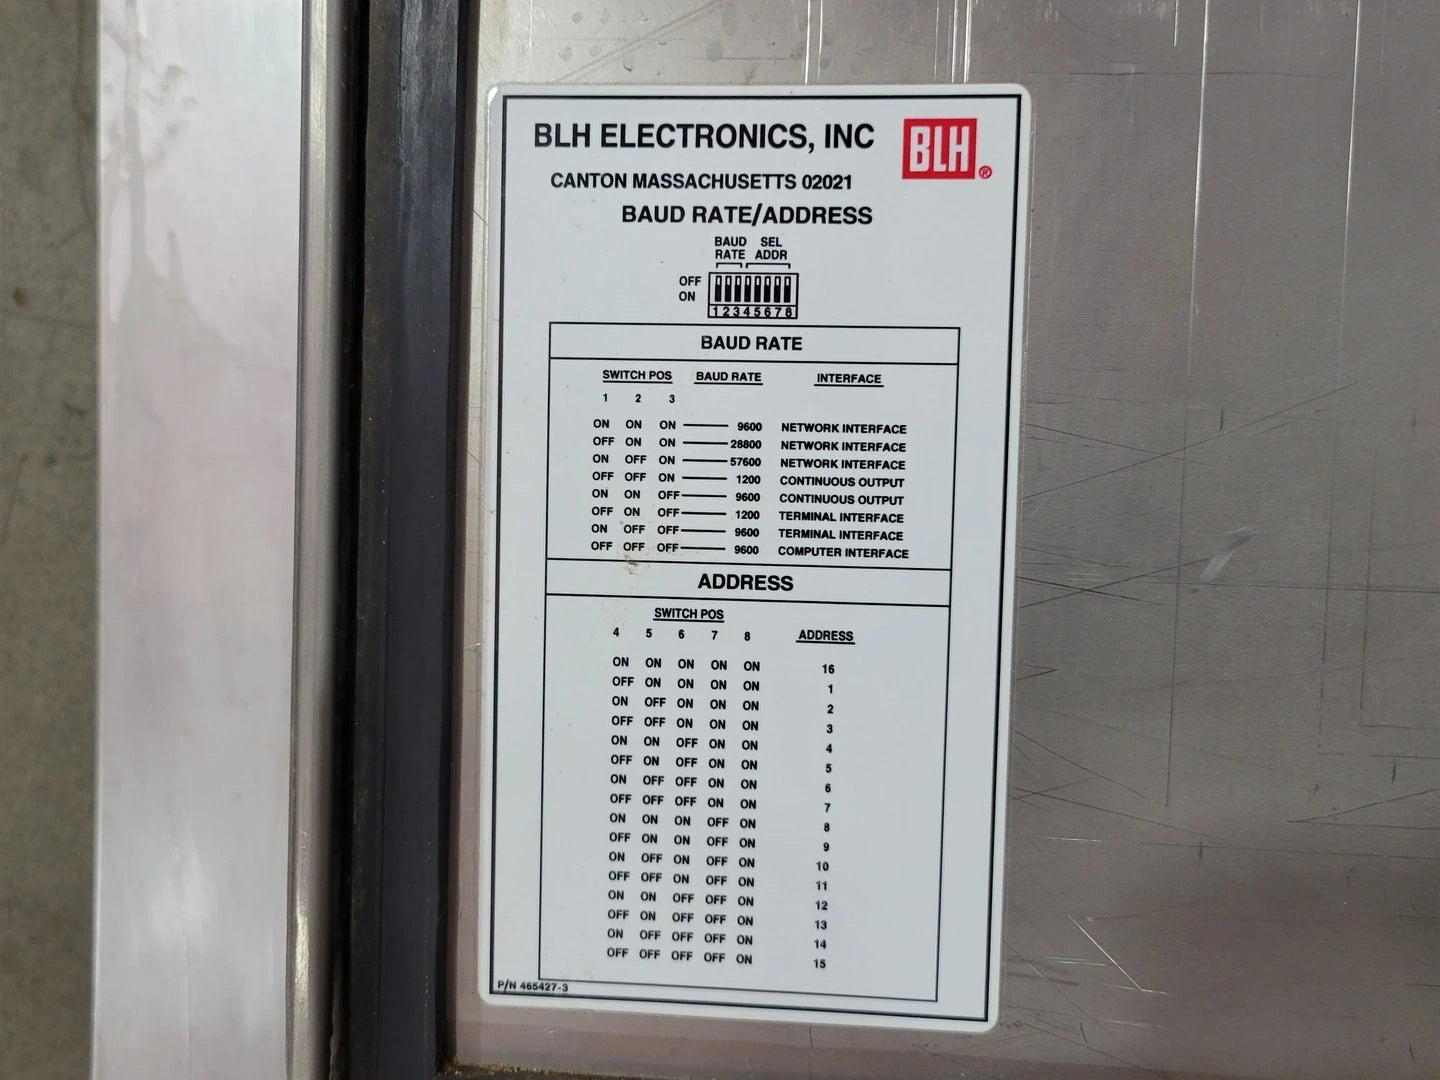 BLH ELECTRONICS, INC
BLH®
CANTON MASSACHUSETTS 02021
BAUD RATE/ADDRESS
BAUD RATE SEL ADDR
OFF
ON
12345678
BAUD RATE
SWITCH POS BAUD RATE INTERFACE
1 2 3
ON ON ON 9600 NETWORK INTERFACE
OFF ON ON 28800 NETWORK INTERFACE
ON OFF ON 57600 NETWORK INTERFACE
OFF OFF ON 1200 CONTINUOUS OUTPUT
ON ON OFF 9600 CONTINUOUS OUTPUT
OFF ON OFF 1200 TERMINAL INTERFACE
ON OFF OFF 9600 TERMINAL INTERFACE
OFF OFF OFF 9600 COMPUTER INTERFACE
ADDRESS
SWITCH POS
4 5 6 7 8 ADDRESS
ON ON ON ON ON 16
OFF ON ON ON ON 1
ON OFF ON ON ON 2
OFF OFF ON ON ON 3
ON ON OFF ON ON 4
OFF ON OFF ON ON 5
ON OFF OFF ON ON 6
OFF OFF OFF ON ON 7
ON ON ON OFF ON 8
OFF ON ON OFF ON 9
ON OFF ON OFF ON 10
OFF OFF ON OFF ON 11
ON ON OFF OFF ON 12
OFF ON OFF OFF ON 13
ON OFF OFF OFF ON 14
OFF OFF OFF OFF ON 15
P/N 465427-3